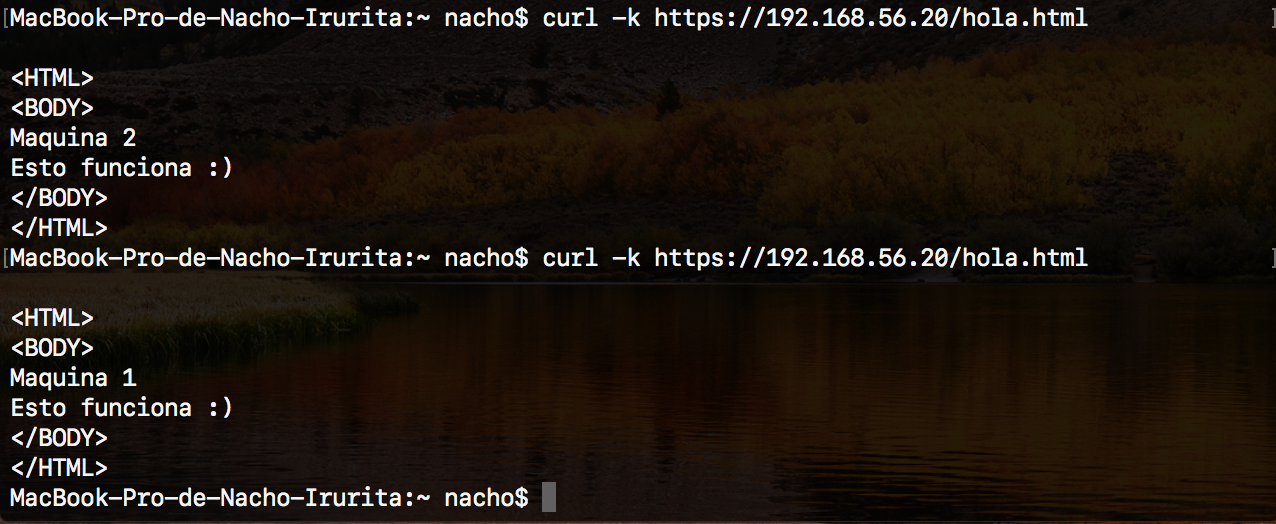 [MacBook-Pro-de-Nacho-Irurita:~ nacho$ curl -k https://192.168.56.20/hola.html ]
<HTML>
<BODY>
Maquina 2
Esto funciona :)
</BODY>
</HTML>
[MacBook-Pro-de-Nacho-Irurita:~ nacho$ curl -k https://192.168.56.20/hola.html ]
<HTML>
<BODY>
Maquina 1
Esto funciona :)
</BODY>
</HTML>
MacBook-Pro-de-Nacho-Irurita:~ nacho$